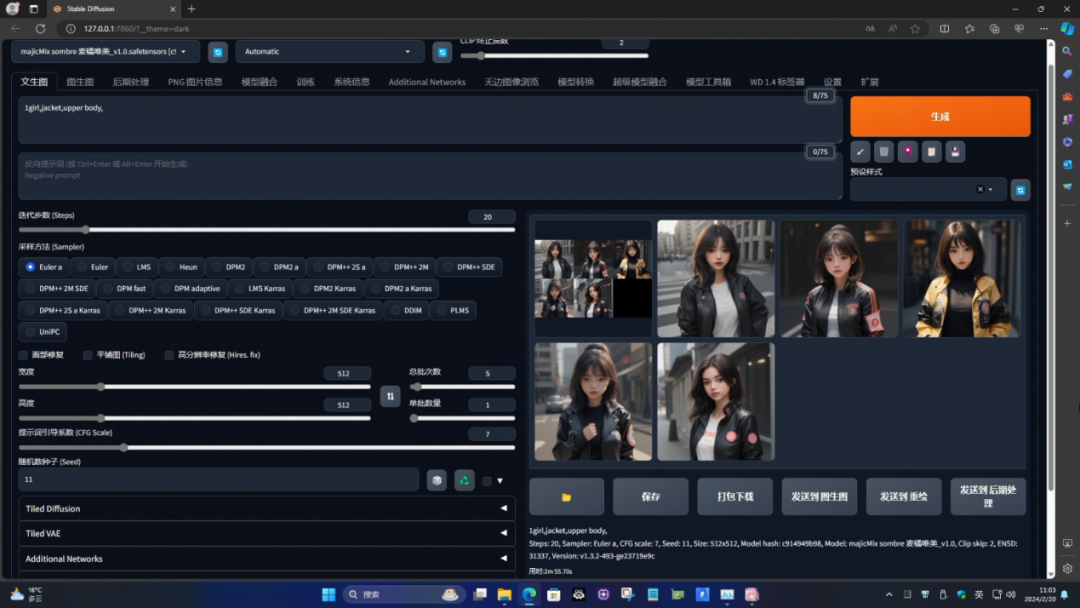 Stable Diffusion
127.0.0.1:7860/?__theme=dark
majicMix sombre 麦橘唯美_v1.0.safetensors [c!
Automatic
CLIP 终止层数
2
文生图 图生图 后期处理 PNG 图片信息 模型融合 训练 系统信息 Additional Networks 无边图像浏览 模型转换 超级模型融合 模型工具箱 WD 1.4 标签器 设置 扩展
8/75
1girl,jacket,upper body,
生成
0/75
反向提示词 (按 Ctrl+Enter 或 Alt+Enter 开始生成)
Negative prompt
预设样式
迭代步数 (Steps)
20
采样方法 (Sampler)
Euler a Euler LMS Heun DPM2 DPM2 a DPM++ 2S a DPM++ 2M DPM++ SDE
DPM++ 2M SDE DPM fast DPM adaptive LMS Karras DPM2 Karras DPM2 a Karras
DPM++ 2S a Karras DPM++ 2M Karras DPM++ SDE Karras DPM++ 2M SDE Karras DDIM PLMS
UniPC
面部修复 平铺图 (Tiling) 高分辨率修复 (Hires. fix)
宽度
512
总批次数
5
高度
512
单批数量
1
提示词引导系数 (CFG Scale)
7
随机数种子 (Seed)
11
Tiled Diffusion
Tiled VAE
Additional Networks
保存
打包下载
发送到 图生图
发送到 重绘
发送到 后期处
理
1girl,jacket,upper body,
Steps: 20, Sampler: Euler a, CFG scale: 7, Seed: 11, Size: 512x512, Model hash: c914949b98, Model: majicMix sombre 麦橘唯美_v1.0, Clip skip: 2, ENSD:
31337, Version: v1.3.2-493-ge23719e9c
用时:2m 55.70s
16°C
多云
搜索
英
11:03
2024/2/20